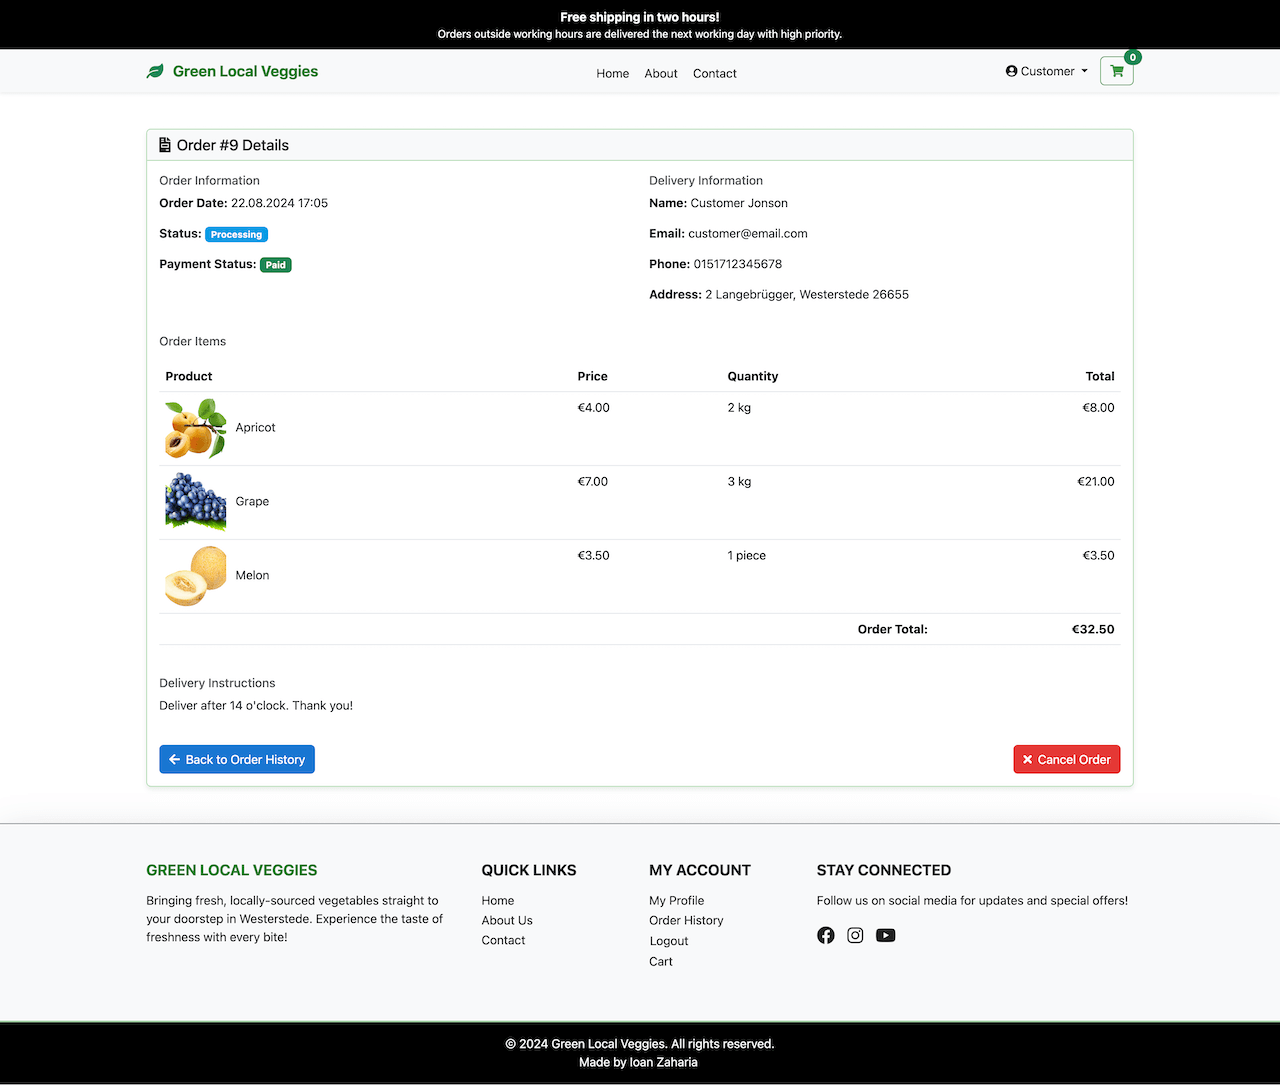 Free shipping in two hours!
Orders outside working hours are delivered the next working day with high priority.
Green Local Veggies
Home About Contact
Customer
0
Order #9 Details
Order Information
Order Date: 22.08.2024 17:05
Status: Processing
Payment Status: Paid
Delivery Information
Name: Customer Jonson
Email: customer@email.com
Phone: 0151712345678
Address: 2 Langebrügger, Westerstede 26655
Order Items
Product Price Quantity Total
Apricot €4.00 2 kg €8.00
Grape €7.00 3 kg €21.00
Melon €3.50 1 piece €3.50
Order Total: €32.50
Delivery Instructions
Deliver after 14 o'clock. Thank you!
Back to Order History
Cancel Order
GREEN LOCAL VEGGIES
Bringing fresh, locally-sourced vegetables straight to
your doorstep in Westerstede. Experience the taste of
freshness with every bite!
QUICK LINKS
Home
About Us
Contact
MY ACCOUNT
My Profile
Order History
Logout
Cart
STAY CONNECTED
Follow us on social media for updates and special offers!
© 2024 Green Local Veggies. All rights reserved.
Made by Ioan Zaharia